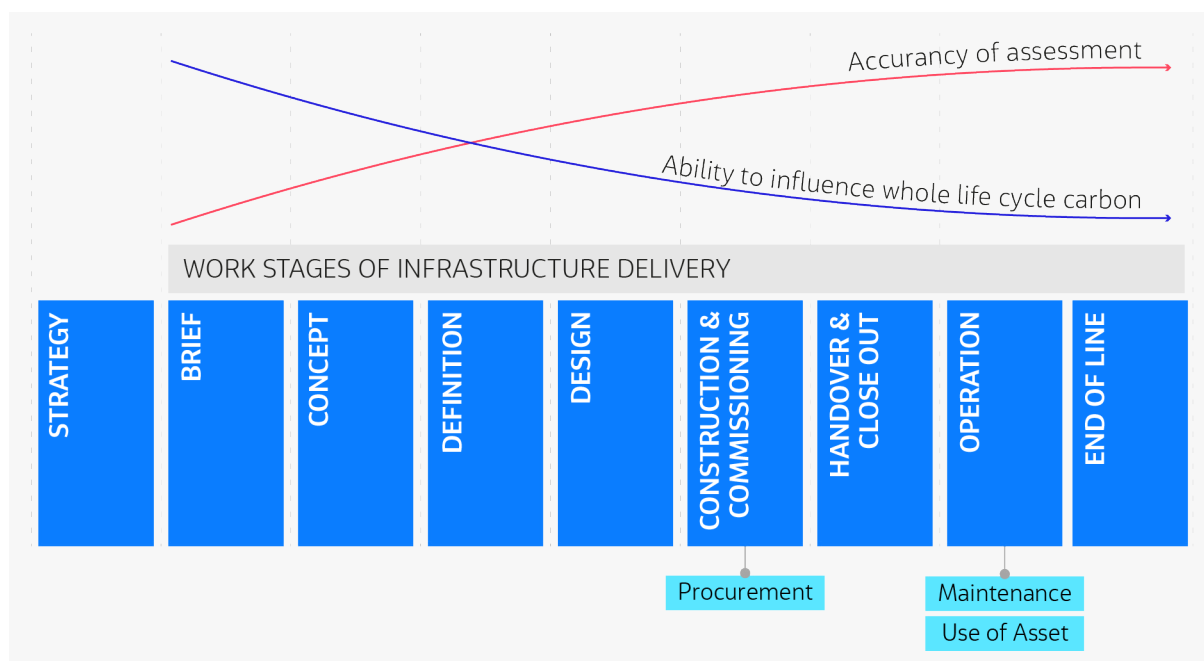 Accurancy of assessment
Ability to influence whole life cycle carbon
WORK STAGES OF INFRASTRUCTURE DELIVERY
STRATEGY
BRIEF
CONCEPT
DEFINITION
DESIGN
CONSTRUCTION &
COMMISSIONING
HANDOVER &
CLOSE OUT
OPERATION
END OF LINE
Procurement
Maintenance
Use of Asset